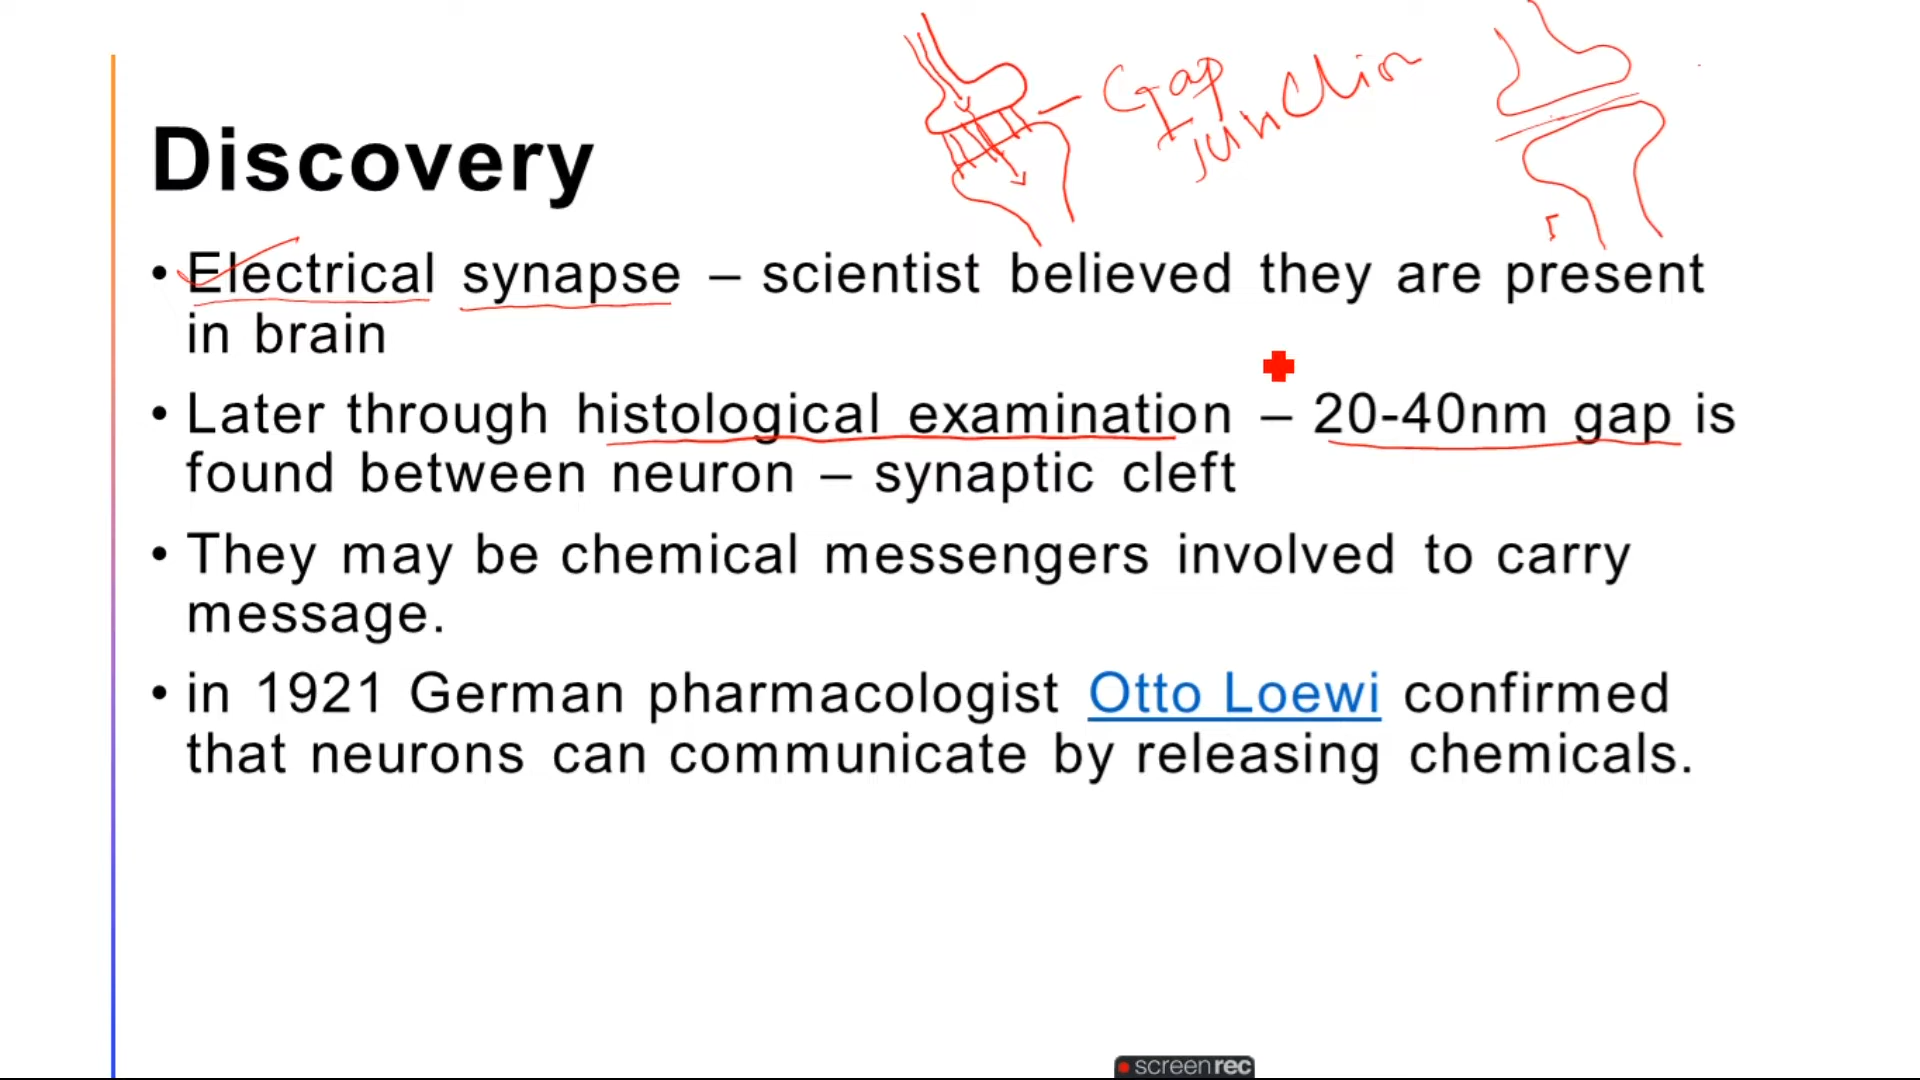 Gap
junction
Discovery
• Electrical synapse – scientist believed they are present
in brain
• Later through histological examination – 20-40nm gap is
found between neuron – synaptic cleft
• They may be chemical messengers involved to carry
message.
• in 1921 German pharmacologist Otto Loewi confirmed
that neurons can communicate by releasing chemicals.
screenrec